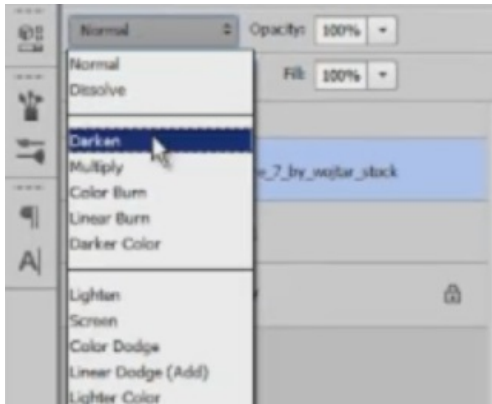 Normal Opacity: 100%
Normal Fill: 100%
Dissolve
Darken
Multiply
_7_by_wojtar_stock
Color Burn
Linear Burn
Darker Color
Lighten
Screen
Color Dodge
Linear Dodge (Add)
Lighter Color